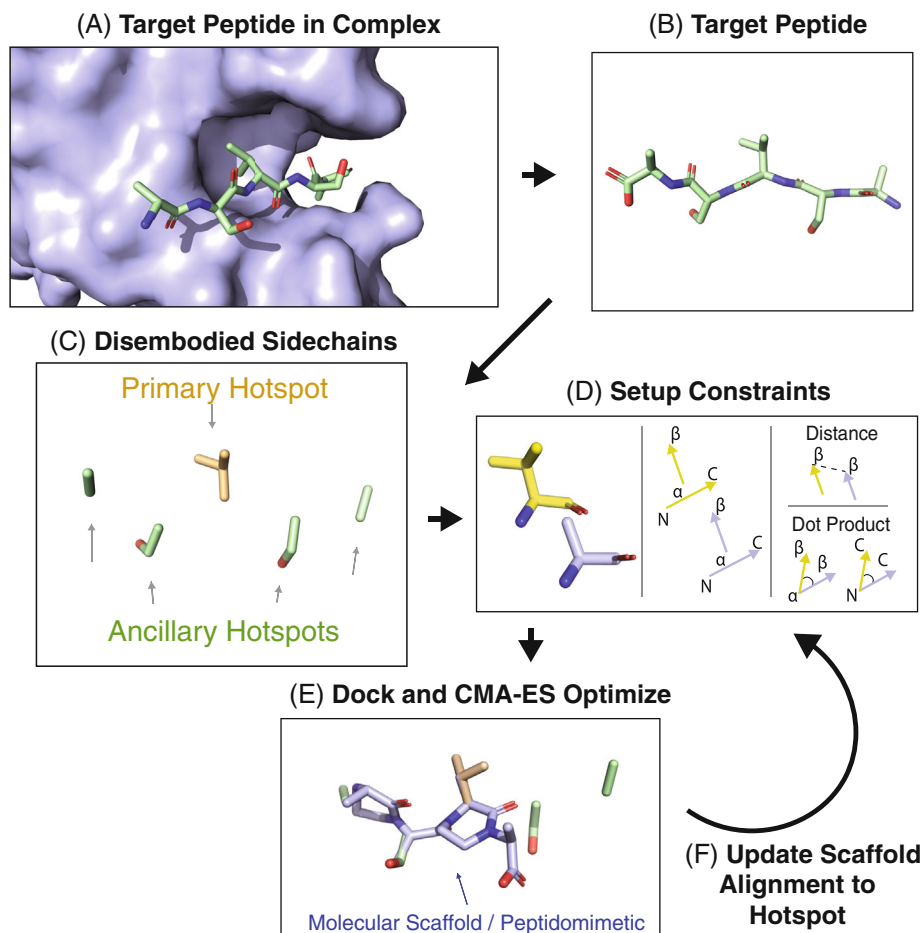 (A) Target Peptide in Complex
(B) Target Peptide
(C) Disembodied Sidechains
Primary Hotspot
Ancillary Hotspots
(D) Setup Constraints
β
α
C
N
β
α
C
N
Distance
β
β
Dot Product
β
β
α
C
C
N
(E) Dock and CMA-ES Optimize
Molecular Scaffold / Peptidomimetic
(F) Update Scaffold
Alignment to
Hotspot